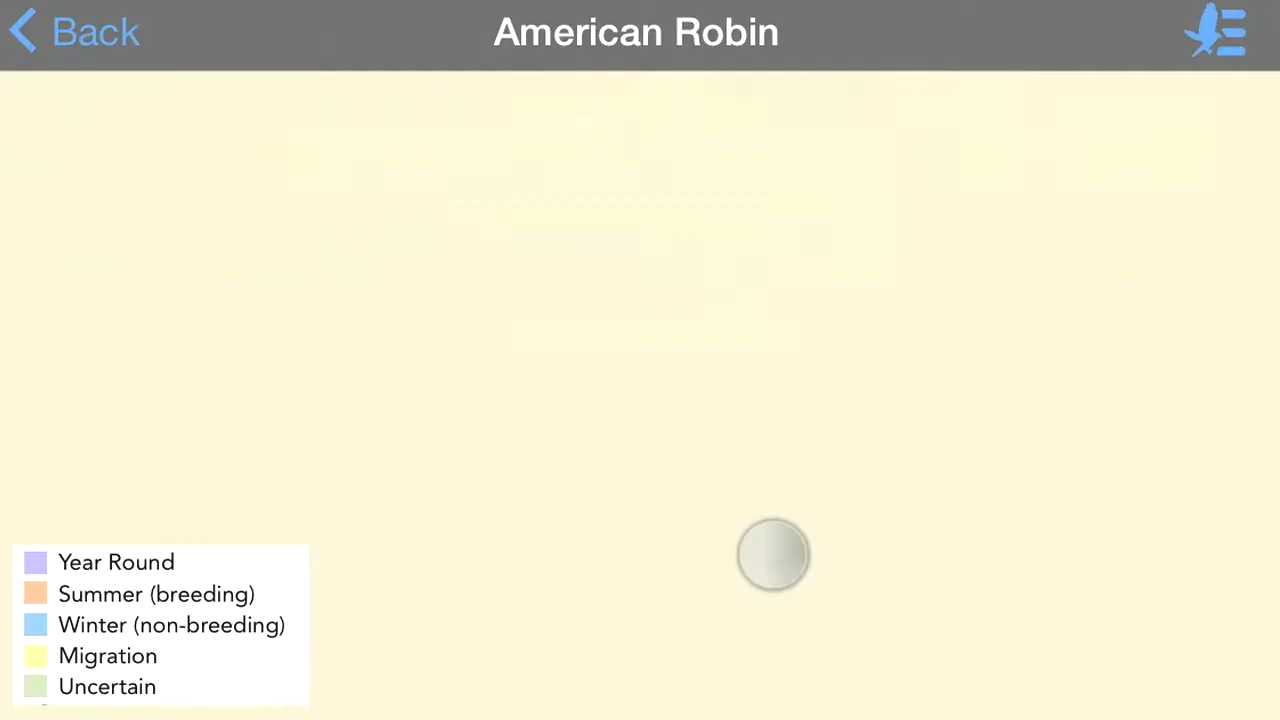 Back
American Robin
Year Round
Summer (breeding)
Winter (non-breeding)
Migration
Uncertain